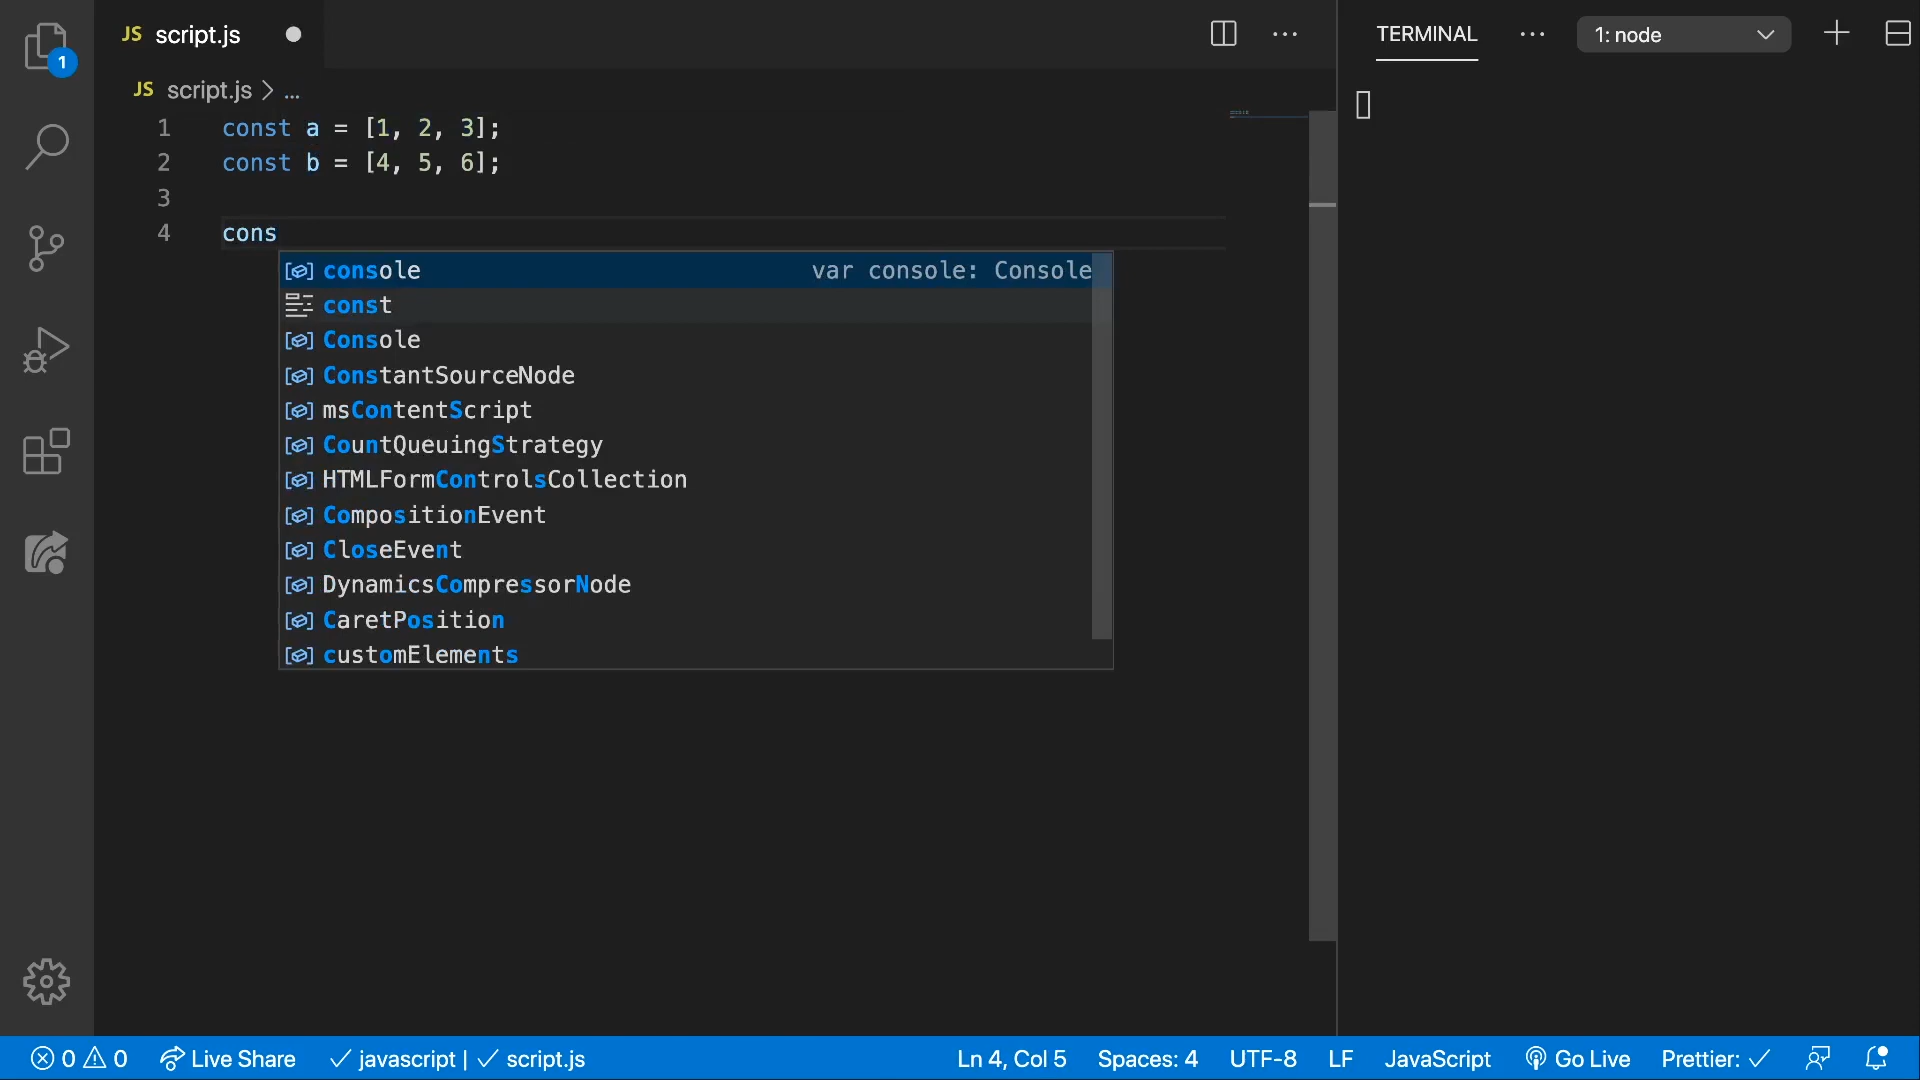 JS script.js
TERMINAL
1: node
1
JS script.js > ...
1 const a = [1, 2, 3];
2 const b = [4, 5, 6];
3
4 cons
console var console: Console
const
Console
ConstantSourceNode
msContentScript
CountQueuingStrategy
HTMLFormControlsCollection
CompositionEvent
CloseEvent
DynamicsCompressorNode
CaretPosition
customElements
0 0 Live Share javascript | script.js Ln 4, Col 5 Spaces: 4 UTF-8 LF JavaScript Go Live Prettier: